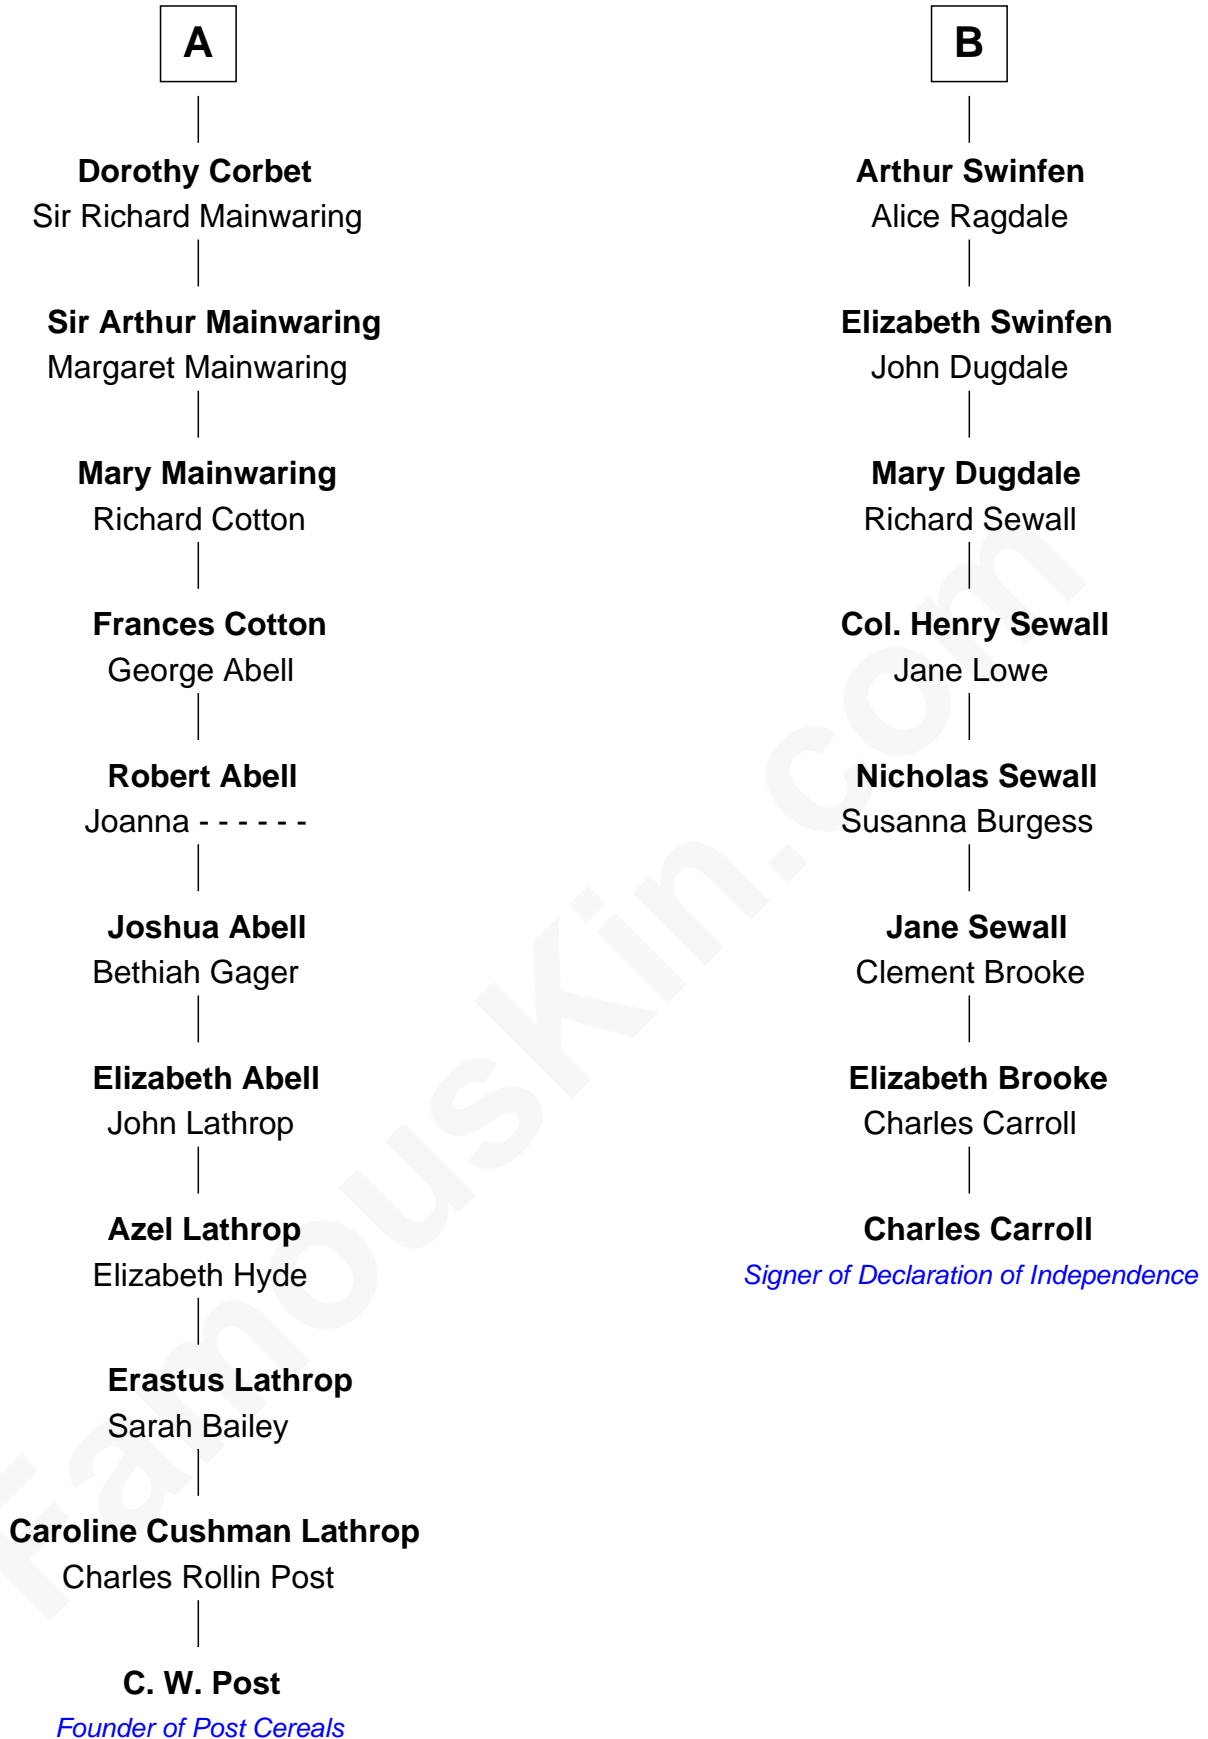 A
Dorothy Corbet
Sir Richard Mainwaring
Sir Arthur Mainwaring
Margaret Mainwaring
Mary Mainwaring
Richard Cotton
Frances Cotton
George Abell
Robert Abell
Joanna - - - - - -
Joshua Abell
Bethiah Gager
Elizabeth Abell
John Lathrop
Azel Lathrop
Elizabeth Hyde
Erastus Lathrop
Sarah Bailey
Caroline Cushman Lathrop
Charles Rollin Post
C. W. Post
Founder of Post Cereals
B
Arthur Swinfen
Alice Ragdale
Elizabeth Swinfen
John Dugdale
Mary Dugdale
Richard Sewall
Col. Henry Sewall
Jane Lowe
Nicholas Sewall
Susanna Burgess
Jane Sewall
Clement Brooke
Elizabeth Brooke
Charles Carroll
Charles Carroll
Signer of Declaration of Independence
FamousKin.com